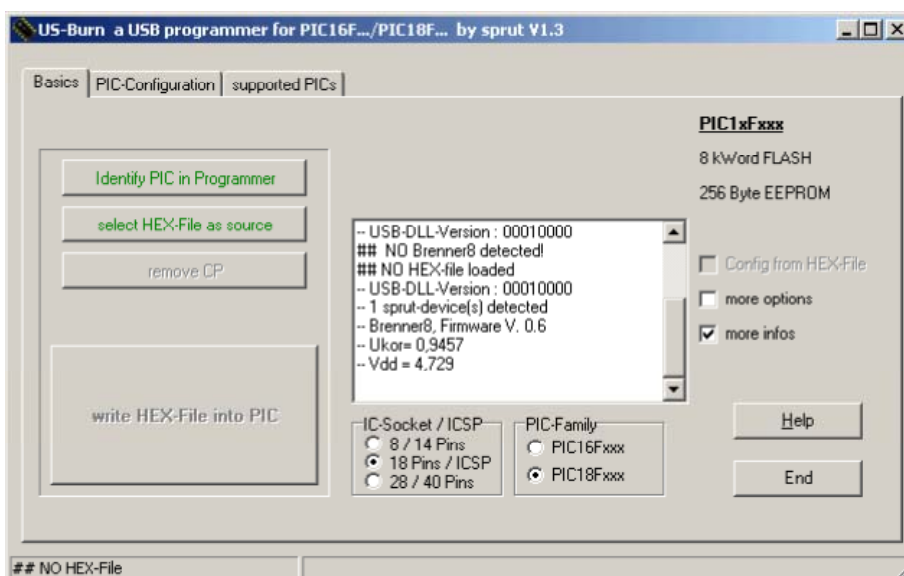 US-Burn a USB programmer for PIC16F.../PIC18F... by sprut V1.3
Basics
PIC-Configuration
supported PICs
Identify PIC in Programmer
select HEX-File as source
remove CP
write HEX-File into PIC
-- USB-DLL-Version : 00010000
## NO Brenner8 detected!
## NO HEX-file loaded
-- USB-DLL-Version : 00010000
-- 1 sprut-device(s) detected
-- Brenner8, Firmware V. 0.6
-- Ukor= 0,9457
-- Vdd = 4.729
IC-Socket / ICSP
8 / 14 Pins
18 Pins / ICSP
28 / 40 Pins
PIC-Family
PIC16Fxxx
PIC18Fxxx
PIC1xFxxx
8 kWord FLASH
256 Byte EEPROM
Config from HEX-File
more options
more infos
Help
End
## NO HEX-File